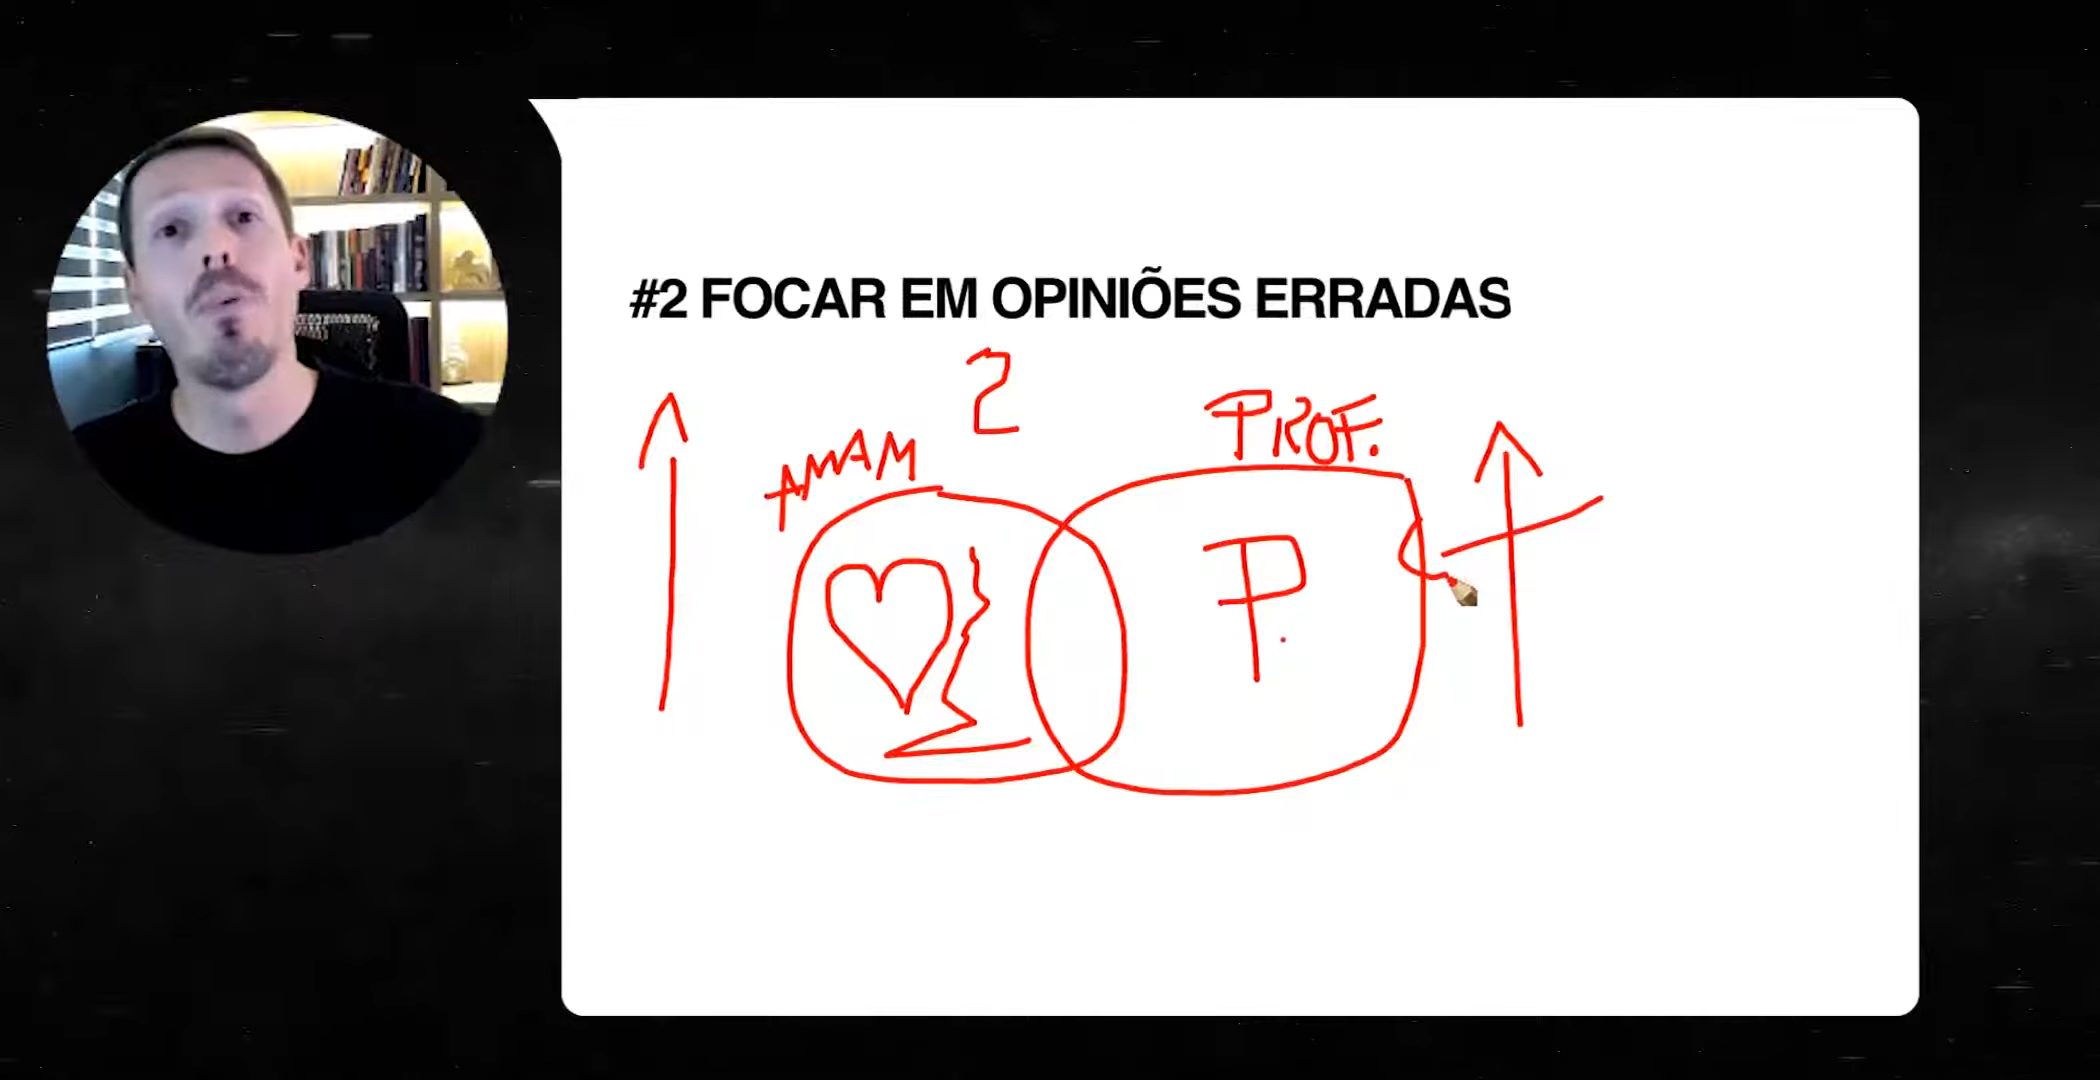 #2 FOCAR EM OPINIÕES ERRADAS
2
AMAM
PROF.
P